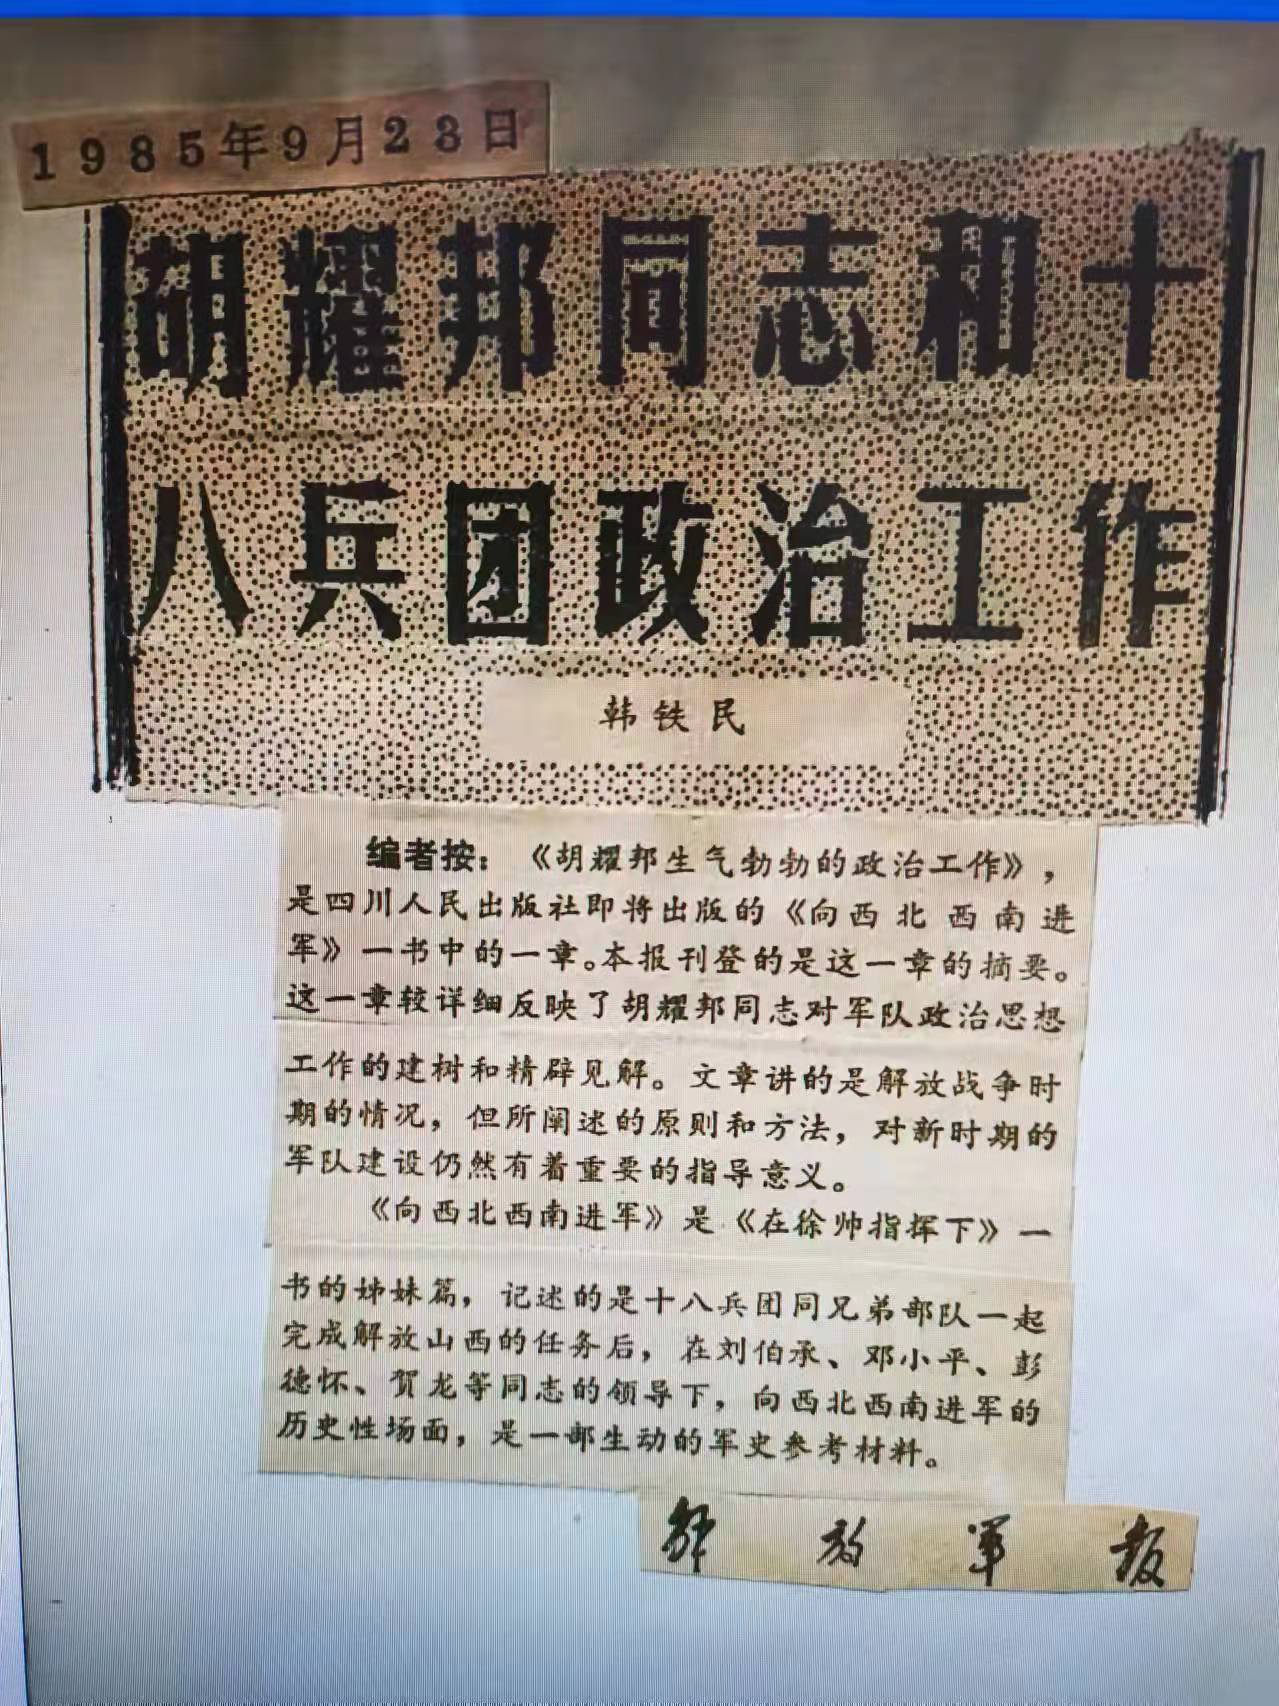 1985年9月23日
胡耀邦同志和十
八兵团政治工作
韩铁民
编者按：《胡耀邦生气勃勃的政治工作》，
是四川人民出版社即将出版的《向西北西南进
军》一书中的一章。本报刊登的是这一章的摘要。
这一章较详细反映了胡耀邦同志对军队政治思想
工作的建树和精辟见解。文章讲的是解放战争时
期的情况，但所阐述的原则和方法，对新时期的
军队建设仍然有着重要的指导意义。
《向西北西南进军》是《在徐帅指挥下》一
书的姊妹篇，记述的是十八兵团同兄弟部队一起
完成解放山西的任务后，在刘伯承、邓小平、彭
德怀、贺龙等同志的领导下，向西北西南进军的
历史性场面，是一部生动的军史参考材料。
解放军报